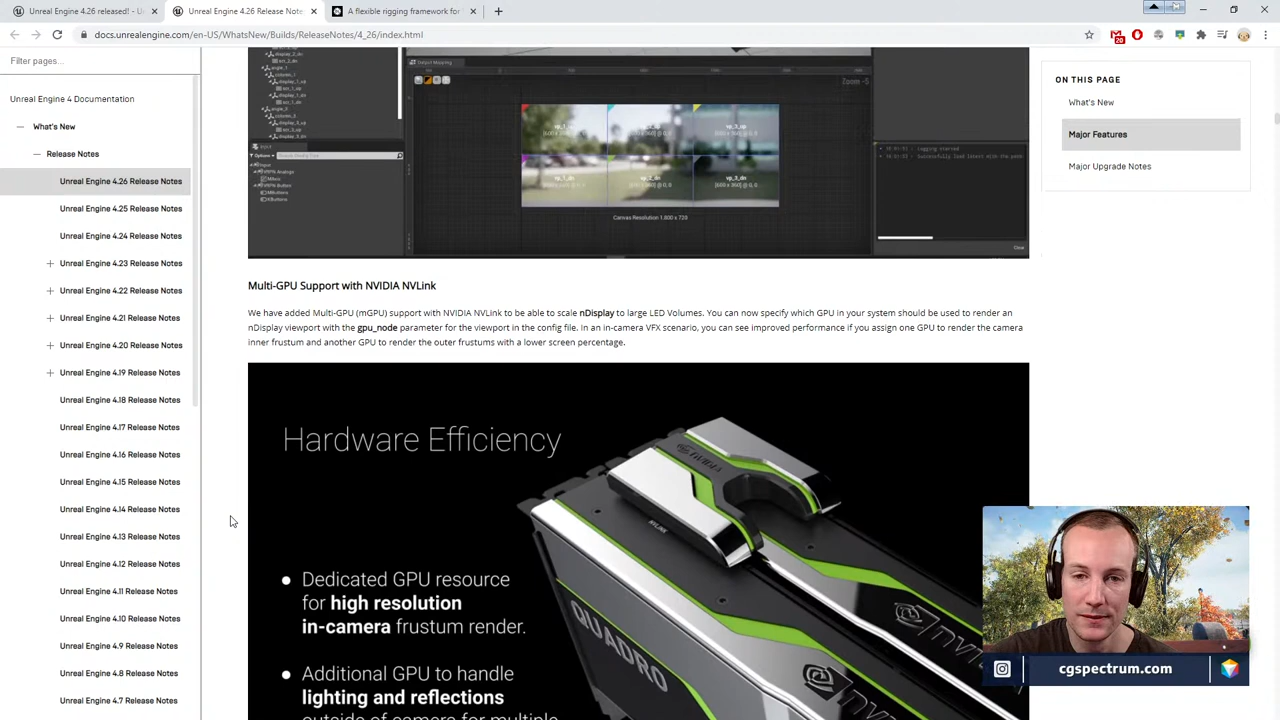 Unreal Engine 4.26 released! - U
Unreal Engine 4.26 Release Notes
A flexible rigging framework for
docs.unrealengine.com/en-US/WhatsNew/Builds/ReleaseNotes/4_26/index.html
Filter pages...
Unreal Engine 4 Documentation
What's New
Release Notes
Unreal Engine 4.26 Release Notes
Unreal Engine 4.25 Release Notes
Unreal Engine 4.24 Release Notes
Unreal Engine 4.23 Release Notes
Unreal Engine 4.22 Release Notes
Unreal Engine 4.21 Release Notes
Unreal Engine 4.20 Release Notes
Unreal Engine 4.19 Release Notes
Unreal Engine 4.18 Release Notes
Unreal Engine 4.17 Release Notes
Unreal Engine 4.16 Release Notes
Unreal Engine 4.15 Release Notes
Unreal Engine 4.14 Release Notes
Unreal Engine 4.13 Release Notes
Unreal Engine 4.12 Release Notes
Unreal Engine 4.11 Release Notes
Unreal Engine 4.10 Release Notes
Unreal Engine 4.9 Release Notes
Unreal Engine 4.8 Release Notes
Unreal Engine 4.7 Release Notes
Output Mapping
Zoom -5
Canvas Resolution 1,800 x 720
Close
Multi-GPU Support with NVIDIA NVLink
We have added Multi-GPU (mGPU) support with NVIDIA NVLink to be able to scale nDisplay to large LED Volumes. You can now specify which GPU in your system should be used to render an
nDisplay viewport with the gpu_node parameter for the viewport in the config file. In an in-camera VFX scenario, you can see improved performance if you assign one GPU to render the camera
inner frustum and another GPU to render the outer frustums with a lower screen percentage.
Hardware Efficiency
Dedicated GPU resource
for high resolution
in-camera frustum render.
Additional GPU to handle
lighting and reflections
outside of camera for multiple
NVIDIA
NVLINK
QUADRO
ON THIS PAGE
What's New
Major Features
Major Upgrade Notes
cgspectrum.com